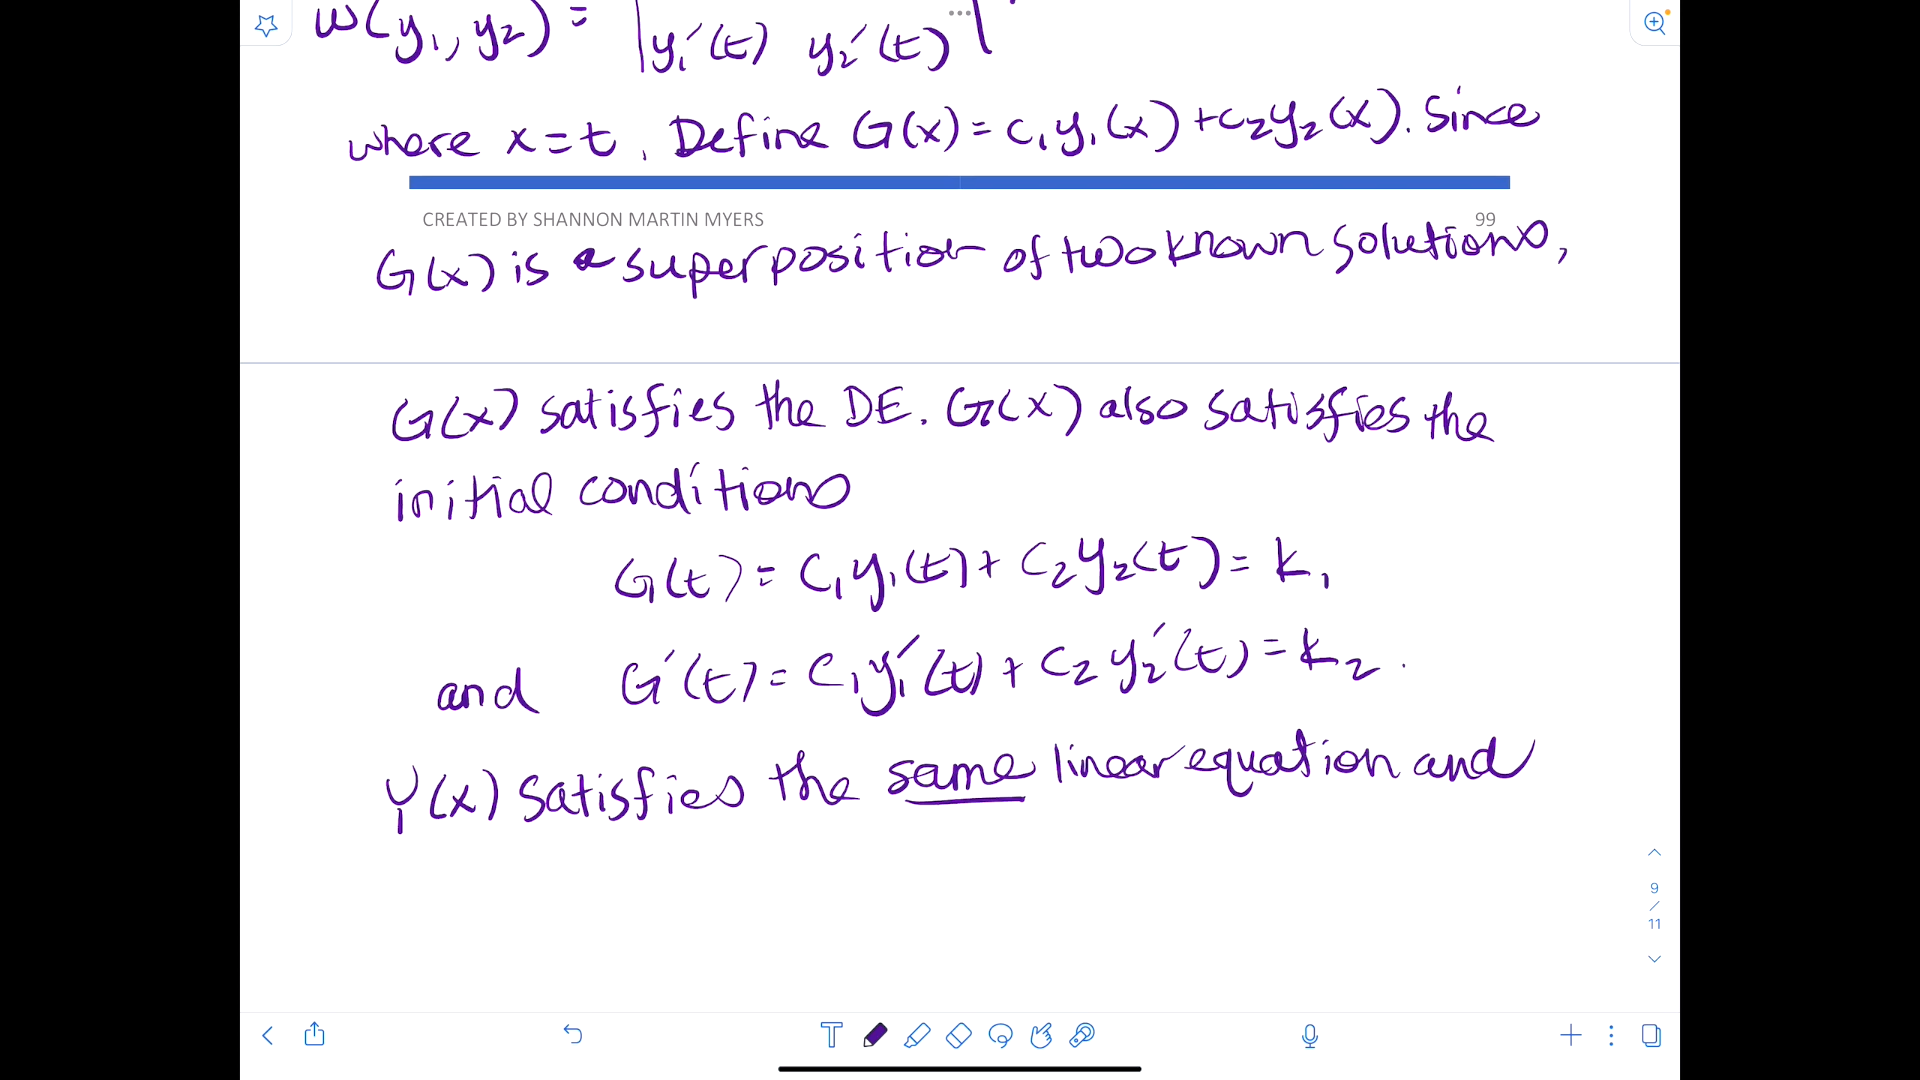 W(y₁, y₂) = |y₁′(t) y₂′(t)|
where x = t. Define G(x) = c₁y₁(x) + c₂y₂(x). Since
CREATED BY SHANNON MARTIN MYERS 99
G(x) is a superposition of two known solutions,
G(x) satisfies the DE. G(x) also satisfies the
initial conditions
G(t) = c₁y₁(t) + c₂y₂(t) = k₁
and G′(t) = c₁y₁′(t) + c₂y₂′(t) = k₂.
Y(x) satisfies the same linear equation and
9
/
11
T